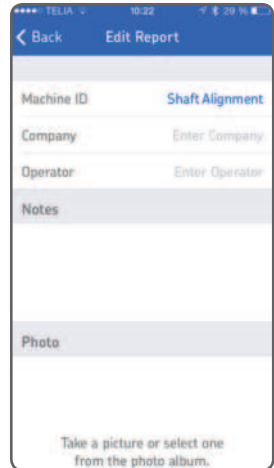 TELIA 10:22 29 %
Back Edit Report
Machine ID Shaft Alignment
Company Enter Company
Operator Enter Operator
Notes
Photo
Take a picture or select one
from the photo album.